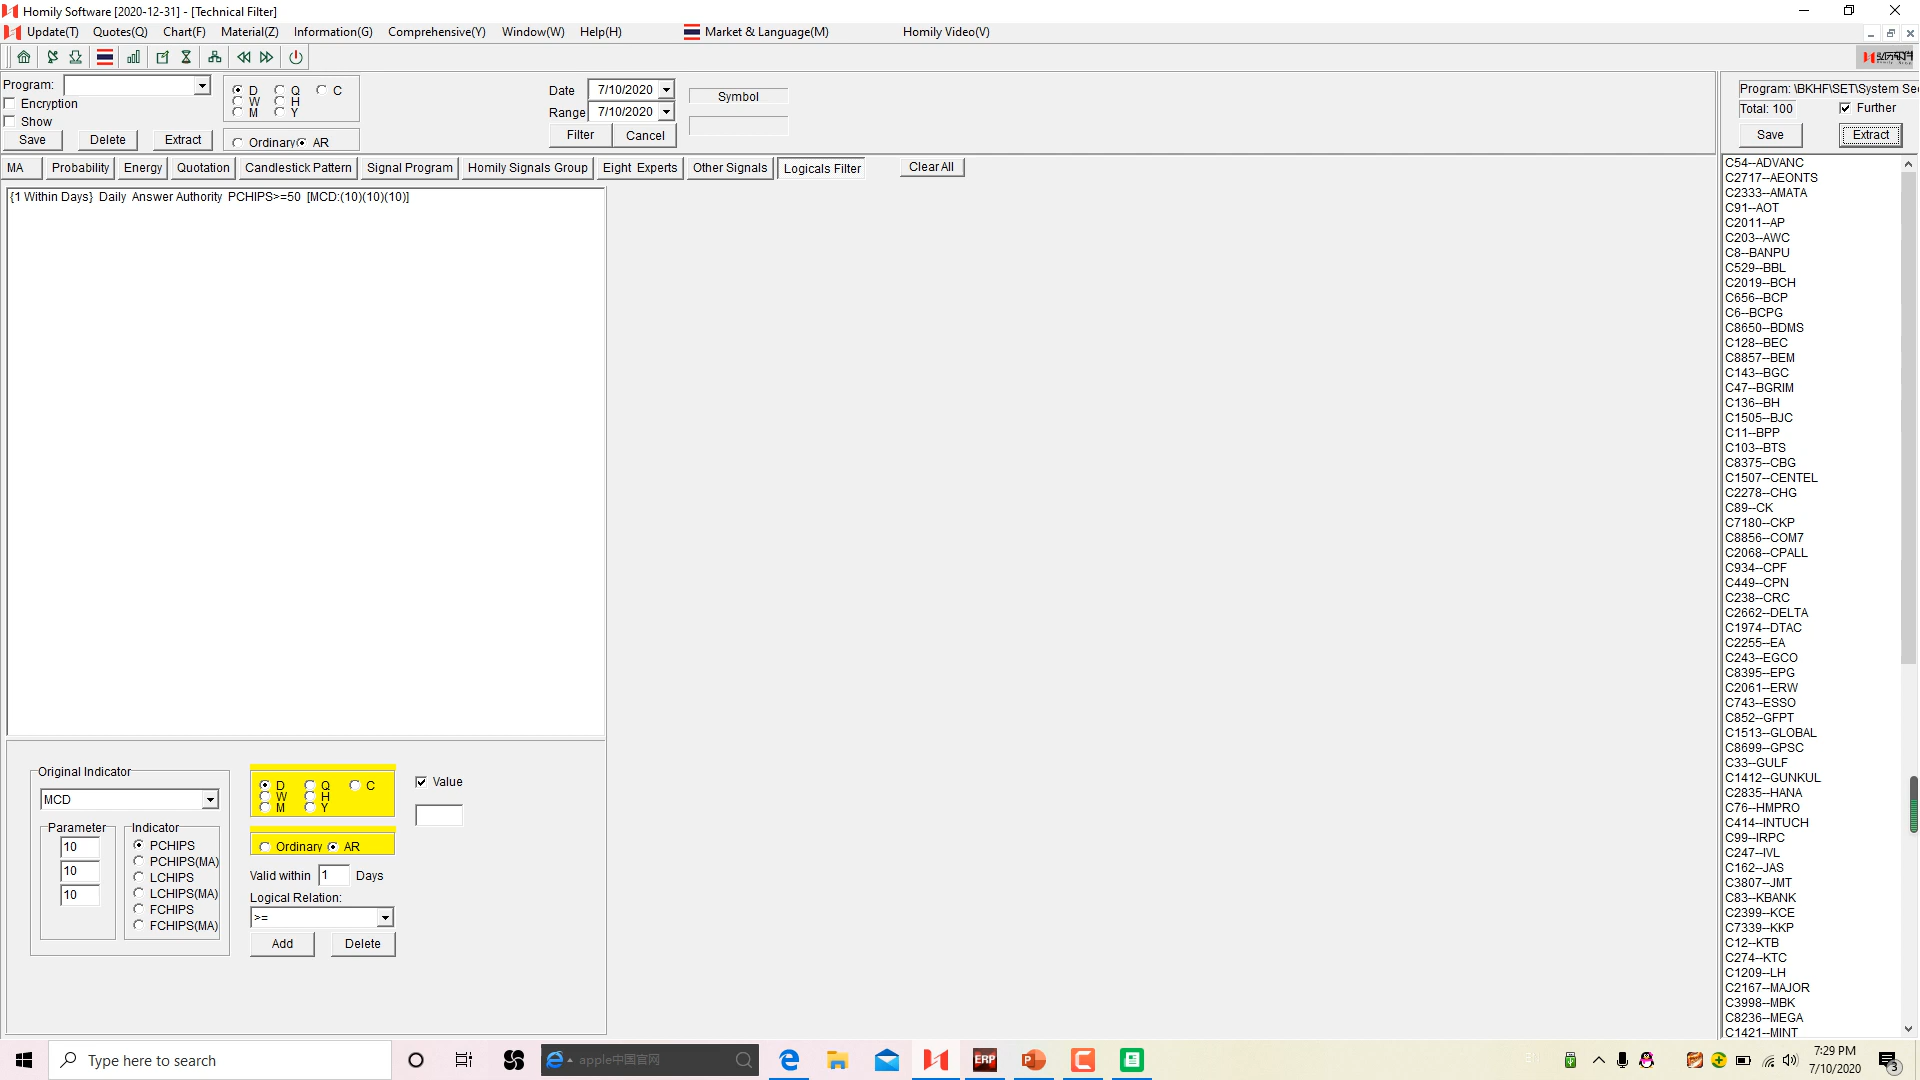 Homily Software [2020-12-31] - [Technical Filter]
Update(T) Quotes(Q) Chart(F) Material(Z) Information(G) Comprehensive(Y) Window(W) Help(H) Market & Language(M) Homily Video(V)
Program:
Encryption
Show
Save Delete Extract
D Q C
W H
M Y
Ordinary AR
Date 7/10/2020
Range 7/10/2020
Filter Cancel
Symbol
Program: \BKHF\SET\System Sec
Total: 100 Further
Save Extract
MA Probability Energy Quotation Candlestick Pattern Signal Program Homily Signals Group Eight Experts Other Signals Logicals Filter Clear All
{1 Within Days} Daily Answer Authority PCHIPS>=50 [MCD:(10)(10)(10)]
Original Indicator
MCD
Parameter
10
10
10
Indicator
PCHIPS
PCHIPS(MA)
LCHIPS
LCHIPS(MA)
FCHIPS
FCHIPS(MA)
D Q C
W H
M Y
Ordinary AR
Valid within 1 Days
Logical Relation:
>=
Add Delete
Value
C54--ADVANC
C2717--AEONTS
C2333--AMATA
C91--AOT
C2011--AP
C203--AWC
C8--BANPU
C529--BBL
C2019--BCH
C656--BCP
C6--BCPG
C8650--BDMS
C128--BEC
C8857--BEM
C143--BGC
C47--BGRIM
C136--BH
C1505--BJC
C11--BPP
C103--BTS
C8375--CBG
C1507--CENTEL
C2278--CHG
C89--CK
C7180--CKP
C8856--COM7
C2068--CPALL
C934--CPF
C449--CPN
C238--CRC
C2662--DELTA
C1974--DTAC
C2255--EA
C243--EGCO
C8395--EPG
C2061--ERW
C743--ESSO
C852--GFPT
C1513--GLOBAL
C8699--GPSC
C33--GULF
C1412--GUNKUL
C2835--HANA
C76--HMPRO
C414--INTUCH
C99--IRPC
C247--IVL
C162--JAS
C3807--JMT
C83--KBANK
C2399--KCE
C7339--KKP
C12--KTB
C274--KTC
C1209--LH
C2167--MAJOR
C3998--MBK
C8236--MEGA
C1421--MINT
Type here to search
apple中国官网
ERP
7:29 PM
7/10/2020
3